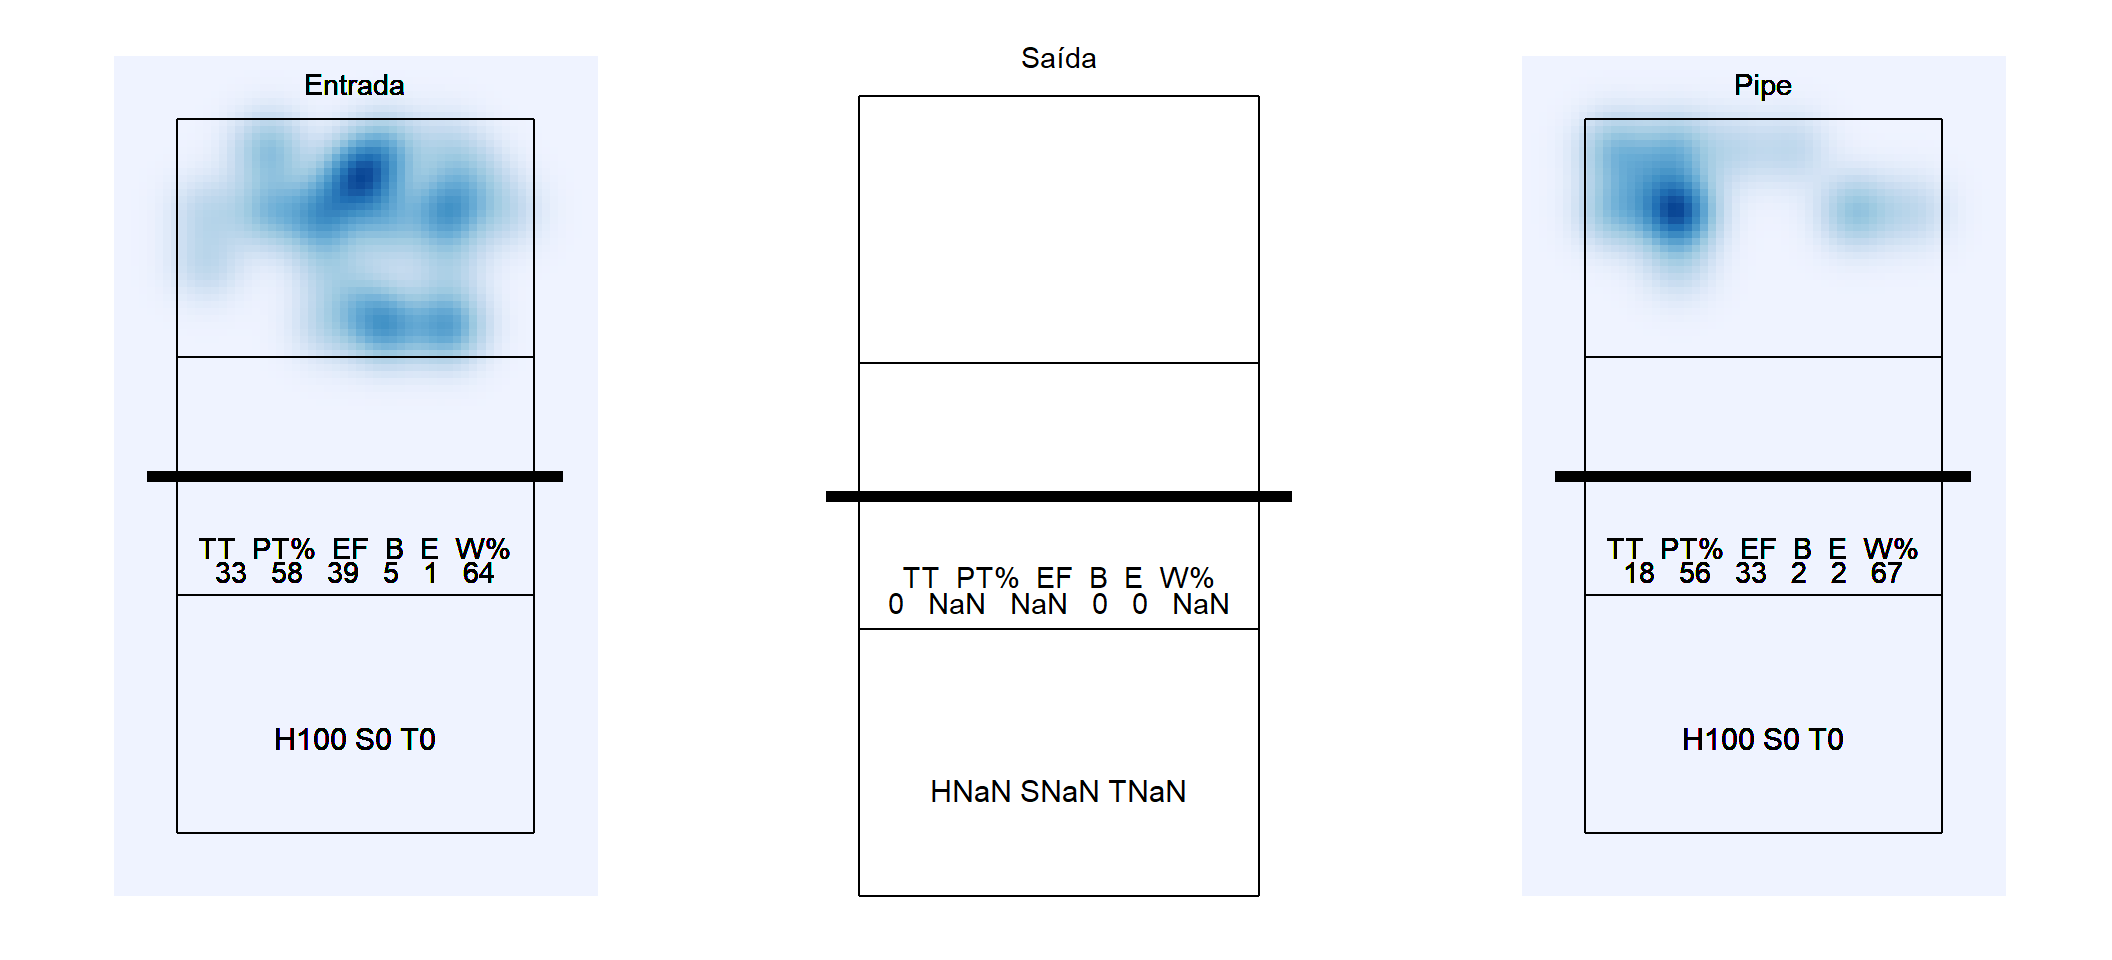 Entrada
TT PT% EF B E W%
33 58 39 5 1 64
H100 S0 T0
Saída
TT PT% EF B E W%
0 NaN NaN 0 0 NaN
HNaN SNaN TNaN
Pipe
TT PT% EF B E W%
18 56 33 2 2 67
H100 S0 T0